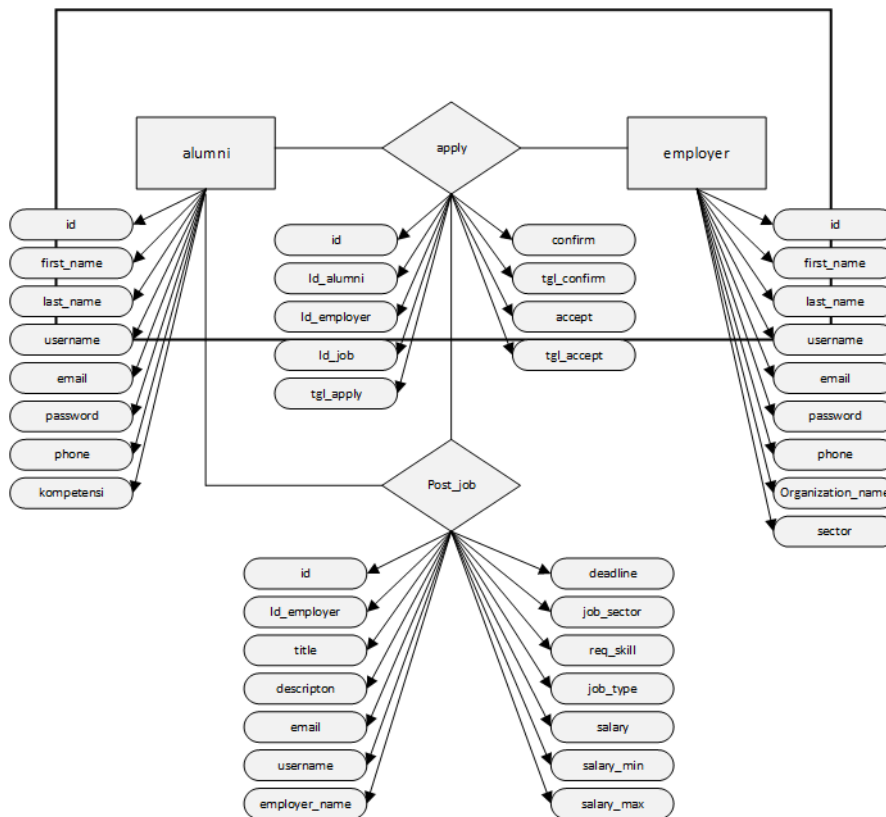 alumni
apply
employer
id
first_name
last_name
username
email
password
phone
kompetensi
id
Id_alumni
Id_employer
Id_job
tgl_apply
confirm
tgl_confirm
accept
tgl_accept
id
first_name
last_name
username
email
password
phone
Organization_name
sector
Post_job
id
Id_employer
title
descripton
email
username
employer_name
deadline
job_sector
req_skill
job_type
salary
salary_min
salary_max